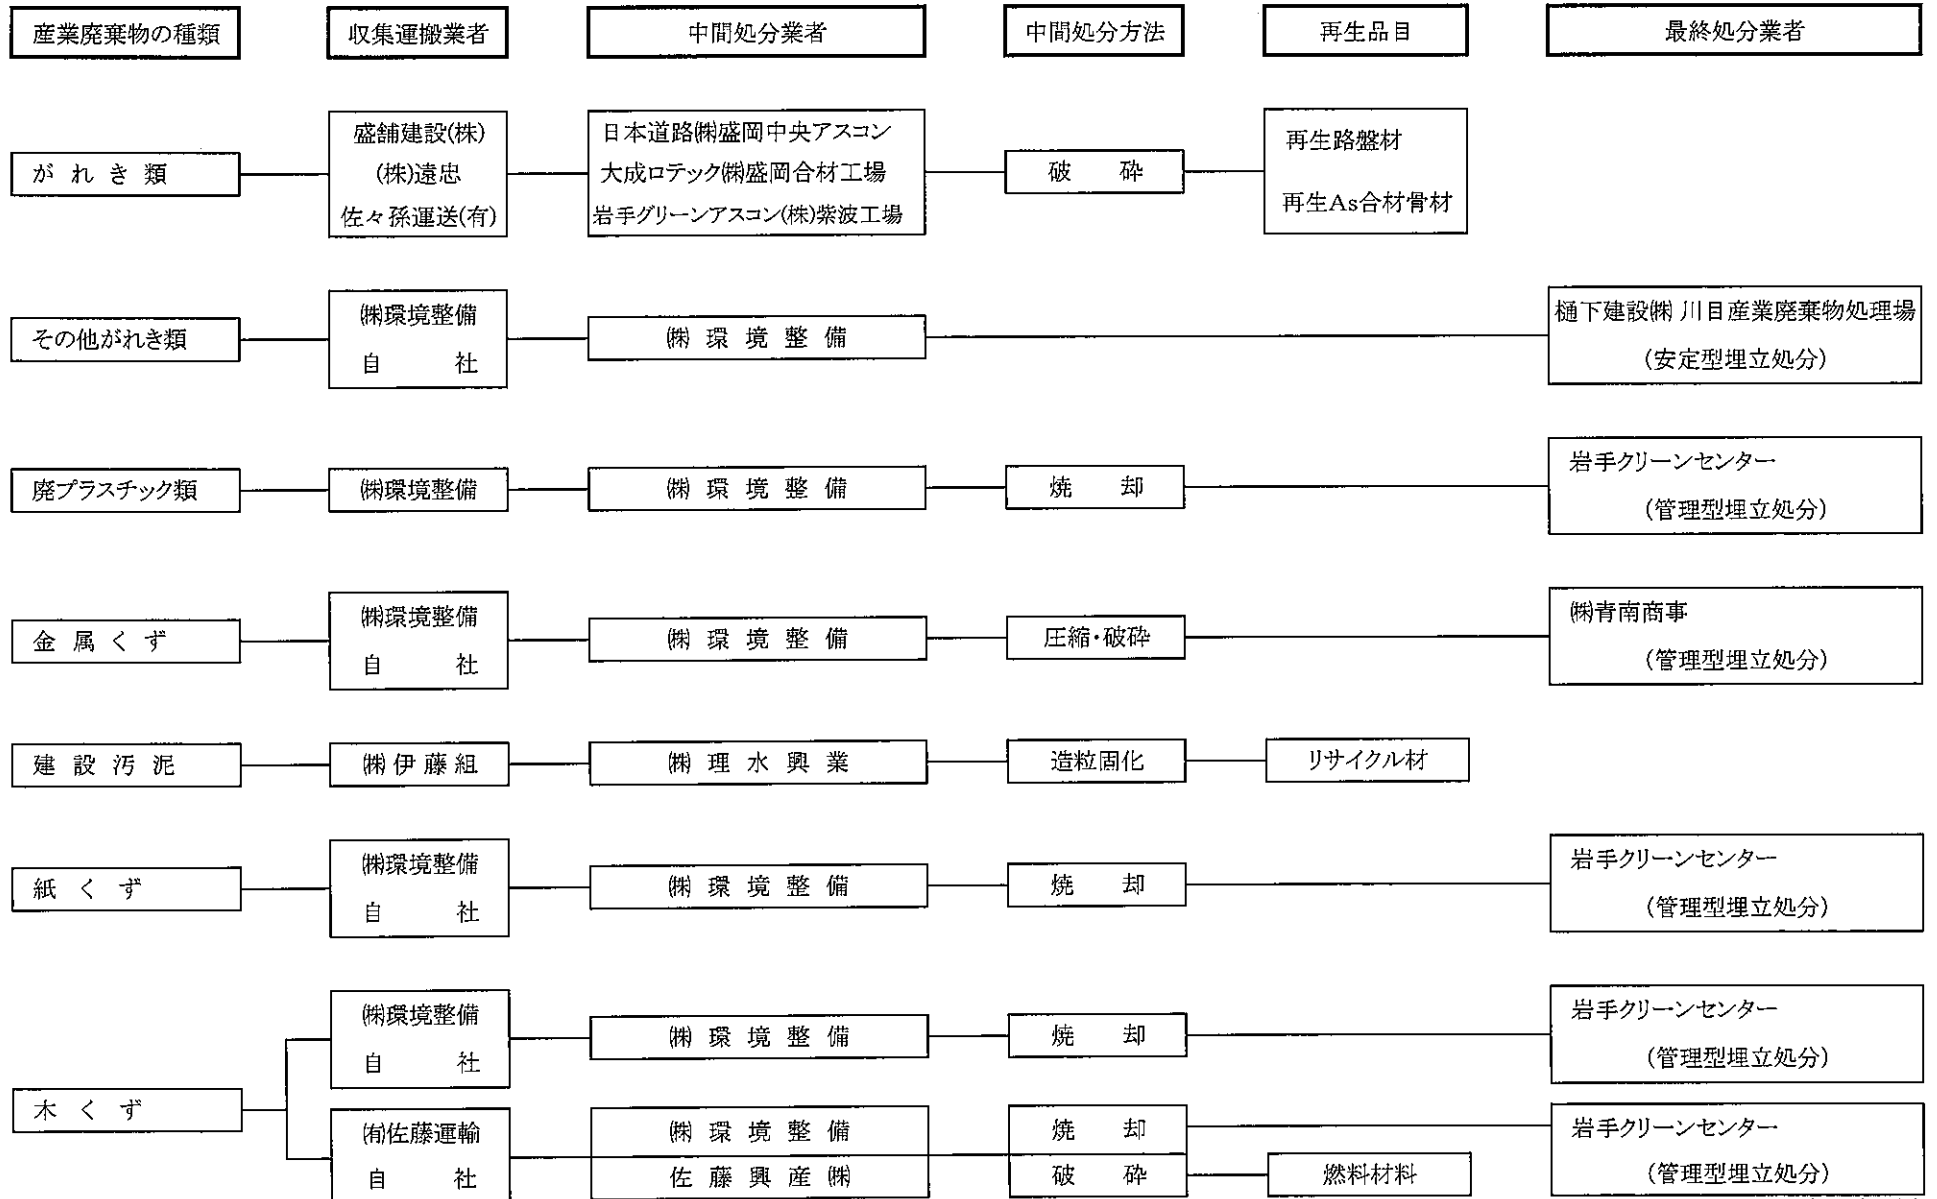 産業廃棄物の種類 収集運搬業者 中間処分業者 中間処分方法 再生品目 最終処分業者
がれき類
盛舗建設(株)
(株)遠忠
佐々孫運送(有)
日本道路㈱盛岡中央アスコン
大成ロテック㈱盛岡合材工場
岩手グリーンアスコン(株)紫波工場
破 砕
再生路盤材
再生As合材骨材
その他がれき類
㈱環境整備
自 社
㈱環境整備
樋下建設㈱ 川目産業廃棄物処理場
(安定型埋立処分)
廃プラスチック類
㈱環境整備
㈱環境整備
焼 却
岩手クリーンセンター
(管理型埋立処分)
金属くず
㈱環境整備
自 社
㈱環境整備
圧縮・破砕
㈱青南商事
(管理型埋立処分)
建設汚泥
㈱伊藤組
㈱理水興業
造粒固化
リサイクル材
紙くず
㈱環境整備
自 社
㈱環境整備
焼 却
岩手クリーンセンター
(管理型埋立処分)
木くず
㈱環境整備
自 社
㈱環境整備
焼 却
岩手クリーンセンター
(管理型埋立処分)
㈲佐藤運輸
自 社
㈱環境整備
佐藤興産㈱
焼 却
破 砕
燃料材料
岩手クリーンセンター
(管理型埋立処分)